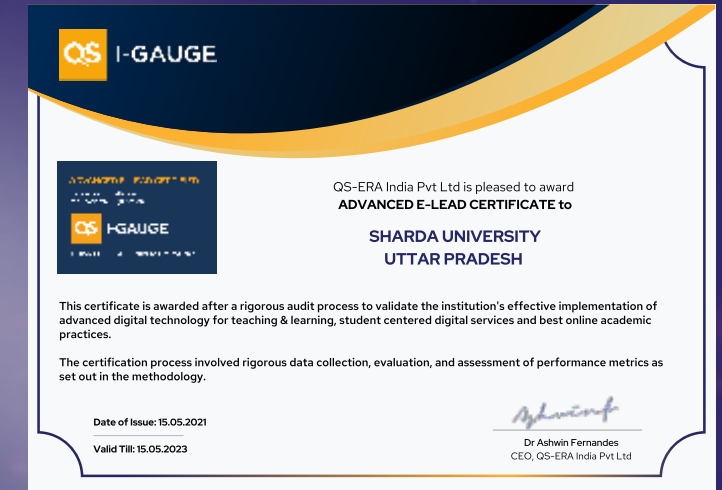 QS I-GAUGE
QS I-GAUGE
QS-ERA India Pvt Ltd is pleased to award
ADVANCED E-LEAD CERTIFICATE to
SHARDA UNIVERSITY
UTTAR PRADESH
This certificate is awarded after a rigorous audit process to validate the institution's effective implementation of
advanced digital technology for teaching & learning, student centered digital services and best online academic
practices.
The certification process involved rigorous data collection, evaluation, and assessment of performance metrics as
set out in the methodology.
Date of Issue: 15.05.2021
Valid Till: 15.05.2023
Dr Ashwin Fernandes
CEO, QS-ERA India Pvt Ltd